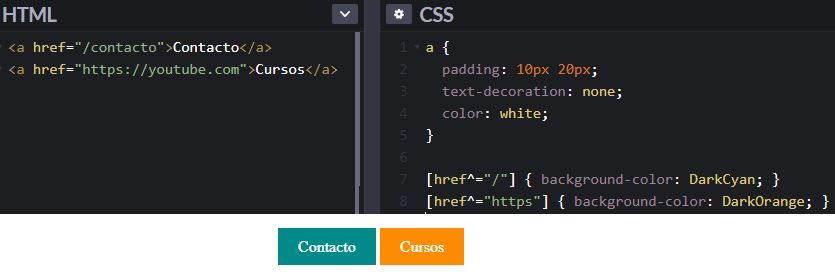 HTML
<a href="/contacto">Contacto</a>
<a href="https://youtube.com">Cursos</a>
CSS
1 a {
2 padding: 10px 20px;
3 text-decoration: none;
4 color: white;
5 }
6
7 [href^="/"] { background-color: DarkCyan; }
8 [href^="https"] { background-color: DarkOrange; }
Contacto Cursos